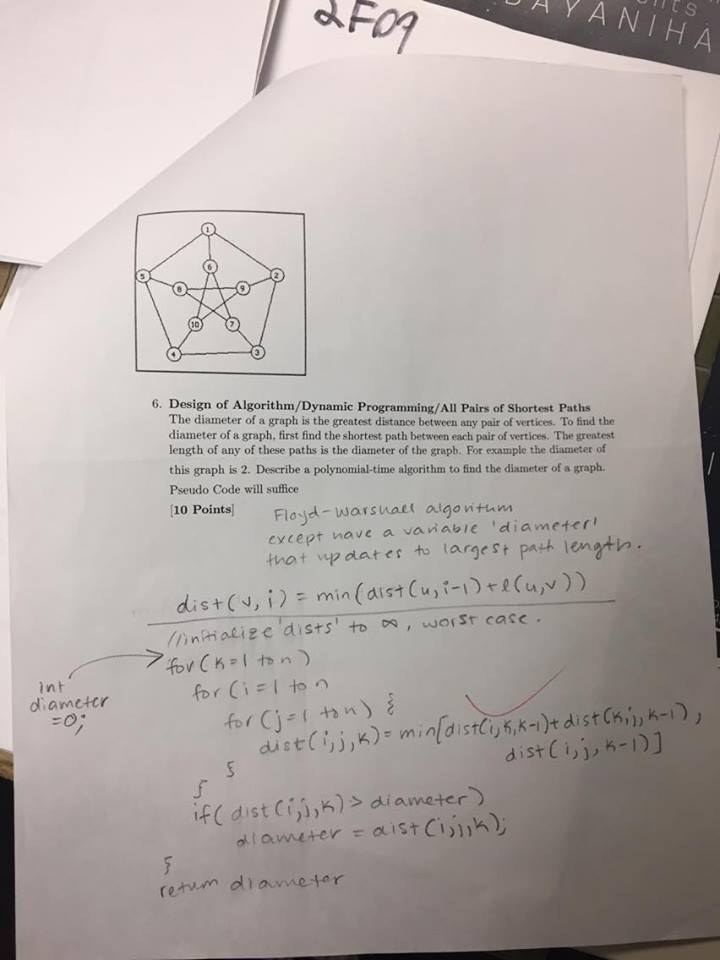 2F09
AYANIHA
1
6
5
2
8
9
10
7
4
3
6. Design of Algorithm/Dynamic Programming/All Pairs of Shortest Paths
The diameter of a graph is the greatest distance between any pair of vertices. To find the
diameter of a graph, first find the shortest path between each pair of vertices. The greatest
length of any of these paths is the diameter of the graph. For example the diameter of
this graph is 2. Describe a polynomial-time algorithm to find the diameter of a graph.
Pseudo Code will suffice
[10 Points]
Floyd-Warshall algoritum
except have a variable 'diameter'
that updates to largest path length.
dist(v, i) = min(dist(u, i-1) + l(u, v))
//initialize 'dists' to ∞, worst case.
int
diameter
=0;
for (k=1 to n)
for (i=1 to n
for (j=1 to n) {
dist(i,j,k) = min[dist(i,k,k-1) + dist(k,j,k-1),
dist(i,j,k-1)]
}
}
if( dist(i,j,k) > diameter)
diameter = dist(i,j,k);
}
return diameter